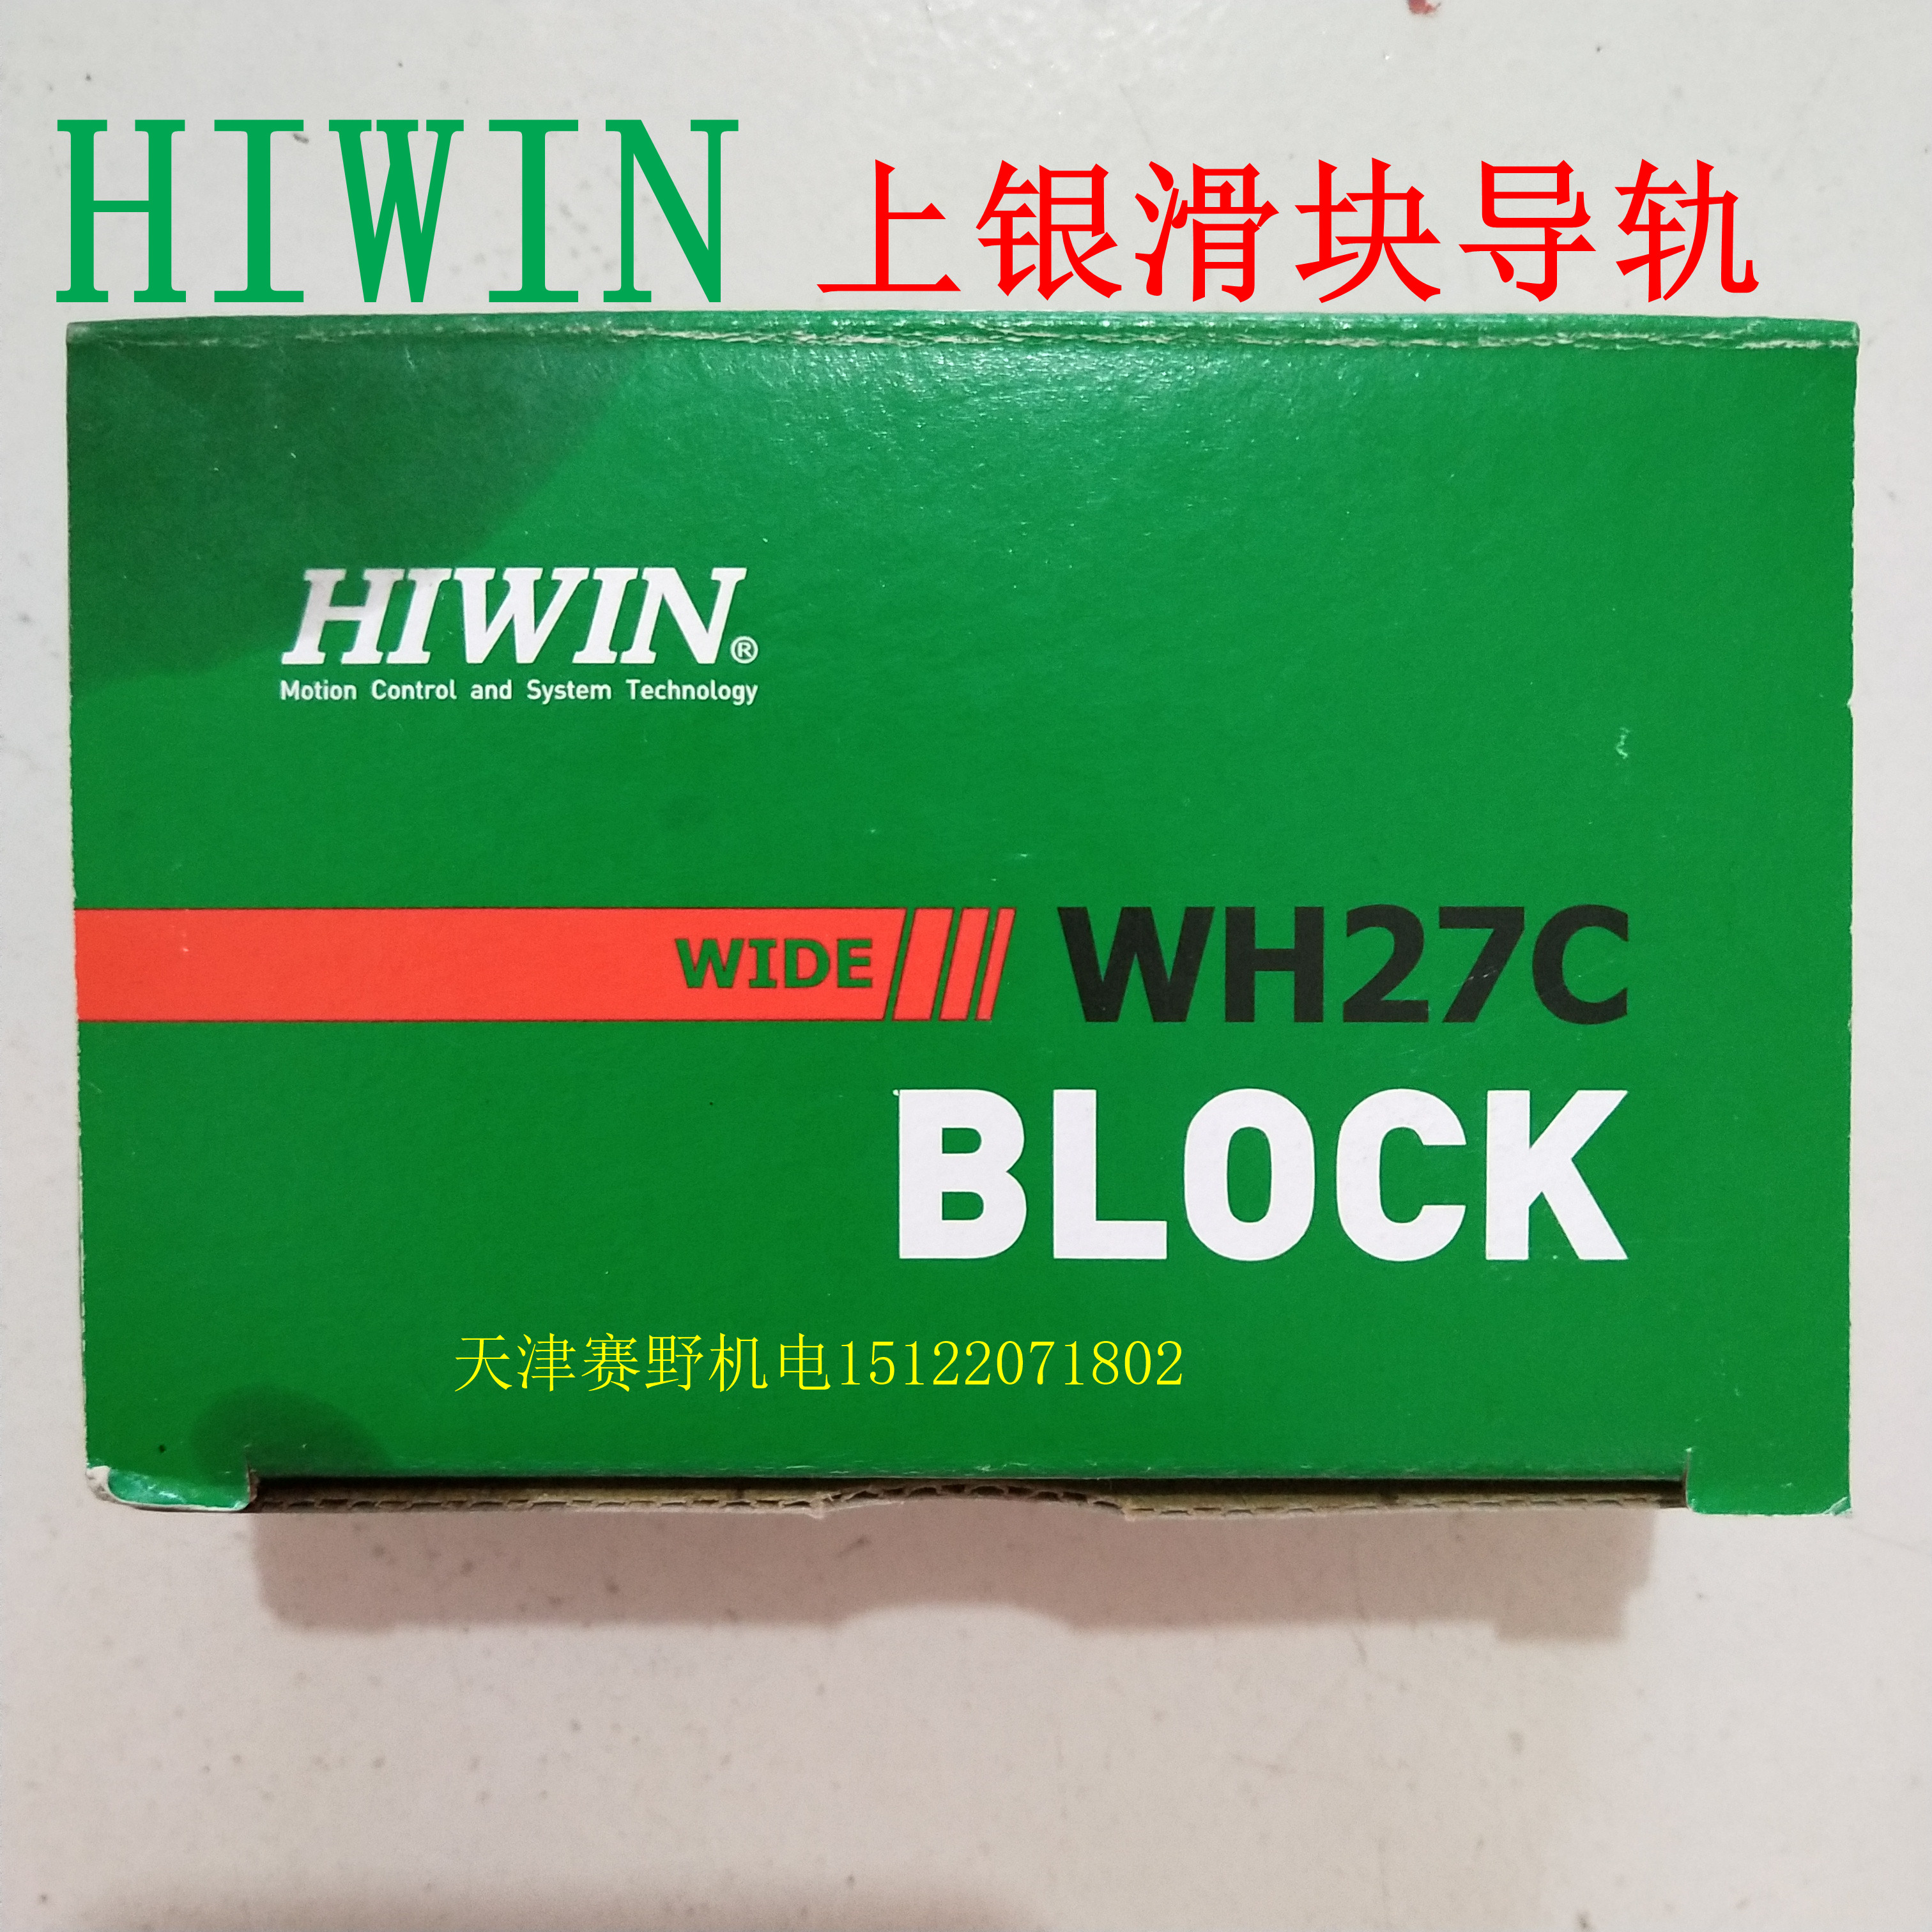 HIWIN 上银滑块导轨
HIWIN®
Motion Control and System Technology
WIDE WH27C
BLOCK
天津赛野机电15122071802